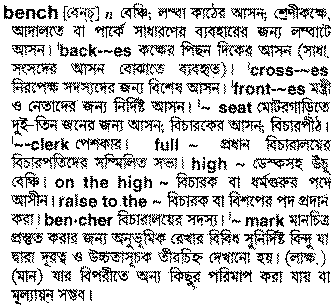 bench [বেন্‌চ্] n বেঞ্চি; লম্বা কাঠের আসন; শ্রেণীকক্ষে,
আদালতে বা পার্কে সাধারণের ব্যবহারের জন্য লম্বাটে
আসন। ˈback-~es কক্ষের পিছন দিকের আসন (সাধা.
সংসদের আসন বোঝাতে ব্যবহৃত)। ˈcross-~es
নিরপেক্ষ সদস্যদের জন্য বিশেষ আসন। ˈfront-~es মন্ত্রী
ও নেতাদের জন্য নির্দিষ্ট আসন। ˈ~ seat মোটরগাড়িতে
দুই-তিন জনের জন্য আসন; বিচারকের আসন; বিচারপীঠ।
ˈ~-clerk পেশকার। full ~ প্রধান বিচারালয়ের
বিচারপতিদের সম্মিলিত সভা। high ~ ডেস্কসহ উঁচু
বেঞ্চি। on the high ~ বিচারক বা ধর্মগুরুর পদে
আসীন। raise to the ~ বিচারক বা বিশপের পদ প্রদান
করা। ben·cher বিচারালয়ের সদস্য। ˈ~ mark মানচিত্র
প্রস্তুত করার জন্য অনুভূমিক রেখার বিবিধ সুনির্দিষ্ট বিন্দু যা
দ্বারা দূরত্ব ও উচ্চতাসূচক তীরচিহ্ন দেখানো হয়। (লাক্ষ.)
(মান) যার বিপরীতে অন্য কিছুর পরিমাপ করা যায় বা
মূল্যায়ন সম্ভব।